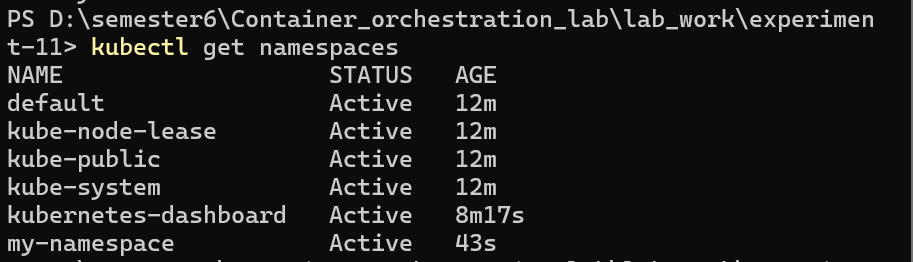 PS D:\semester6\Container_orchestration_lab\lab_work\experimen
t-11> kubectl get namespaces
NAME                   STATUS   AGE
default                Active   12m
kube-node-lease        Active   12m
kube-public            Active   12m
kube-system            Active   12m
kubernetes-dashboard   Active   8m17s
my-namespace           Active   43s